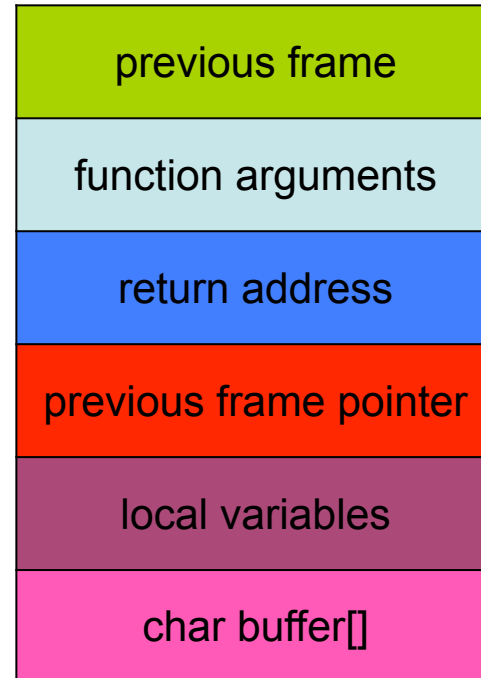 previous frame
function arguments
return address
previous frame pointer
local variables
char buffer[]